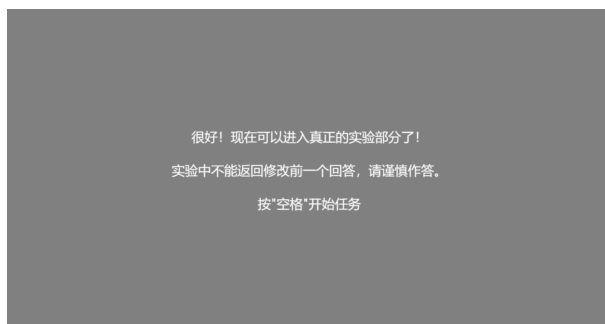 很好！现在可以进入真正的实验部分了！
实验中不能返回修改前一个回答，请谨慎作答。
按"空格"开始任务